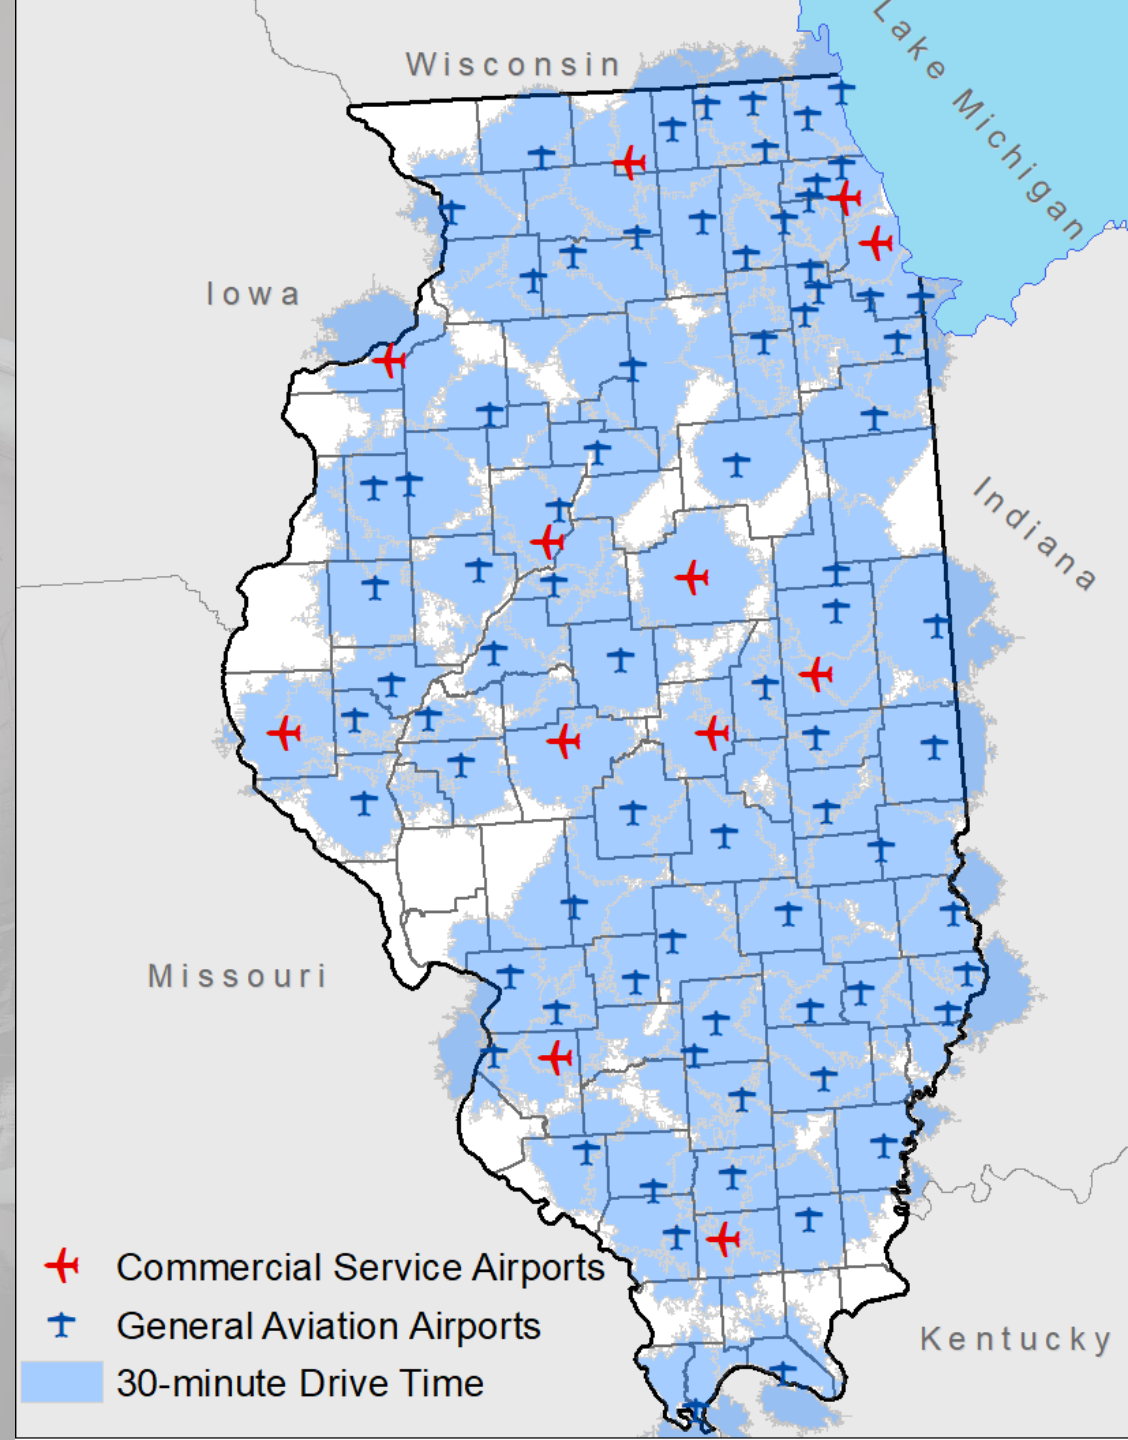 Wisconsin
Lake Michigan
Iowa
Indiana
Missouri
Commercial Service Airports
General Aviation Airports
30-minute Drive Time
Kentucky